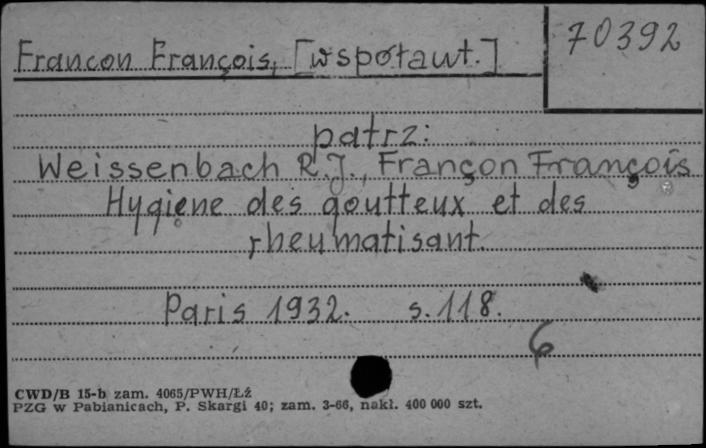 Francon François, [współaut.]
70392
patrz:
Weissenbach R.J., Françon François
Hygiene des goutteux et des
rheumatisant.
Paris 1932. s. 118.
6
CWD/B 15-b zam. 4065/PWH/Łź
PZG w Pabianicach, P. Skargi 40; zam. 3-66, nakł. 400 000 szt.